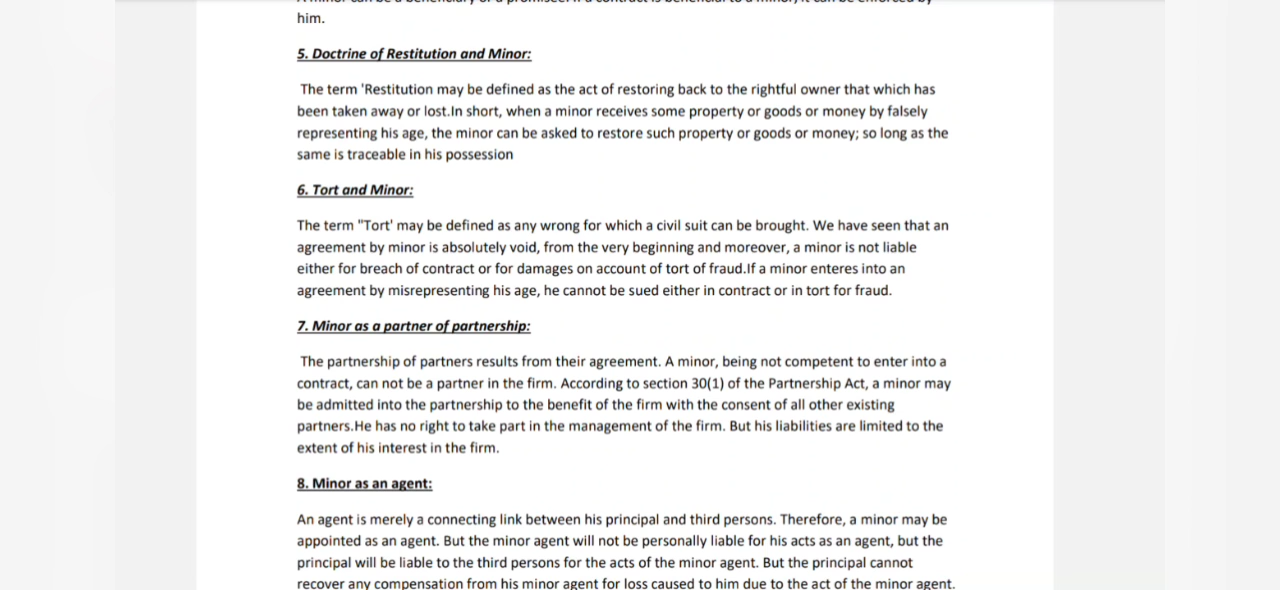 him.
5. Doctrine of Restitution and Minor:
The term 'Restitution may be defined as the act of restoring back to the rightful owner that which has
been taken away or lost.In short, when a minor receives some property or goods or money by falsely
representing his age, the minor can be asked to restore such property or goods or money; so long as the
same is traceable in his possession
6. Tort and Minor:
The term "Tort' may be defined as any wrong for which a civil suit can be brought. We have seen that an
agreement by minor is absolutely void, from the very beginning and moreover, a minor is not liable
either for breach of contract or for damages on account of tort of fraud.If a minor enteres into an
agreement by misrepresenting his age, he cannot be sued either in contract or in tort for fraud.
7. Minor as a partner of partnership:
The partnership of partners results from their agreement. A minor, being not competent to enter into a
contract, can not be a partner in the firm. According to section 30(1) of the Partnership Act, a minor may
be admitted into the partnership to the benefit of the firm with the consent of all other existing
partners.He has no right to take part in the management of the firm. But his liabilities are limited to the
extent of his interest in the firm.
8. Minor as an agent:
An agent is merely a connecting link between his principal and third persons. Therefore, a minor may be
appointed as an agent. But the minor agent will not be personally liable for his acts as an agent, but the
principal will be liable to the third persons for the acts of the minor agent. But the principal cannot
recover any compensation from his minor agent for loss caused to him due to the act of the minor agent.